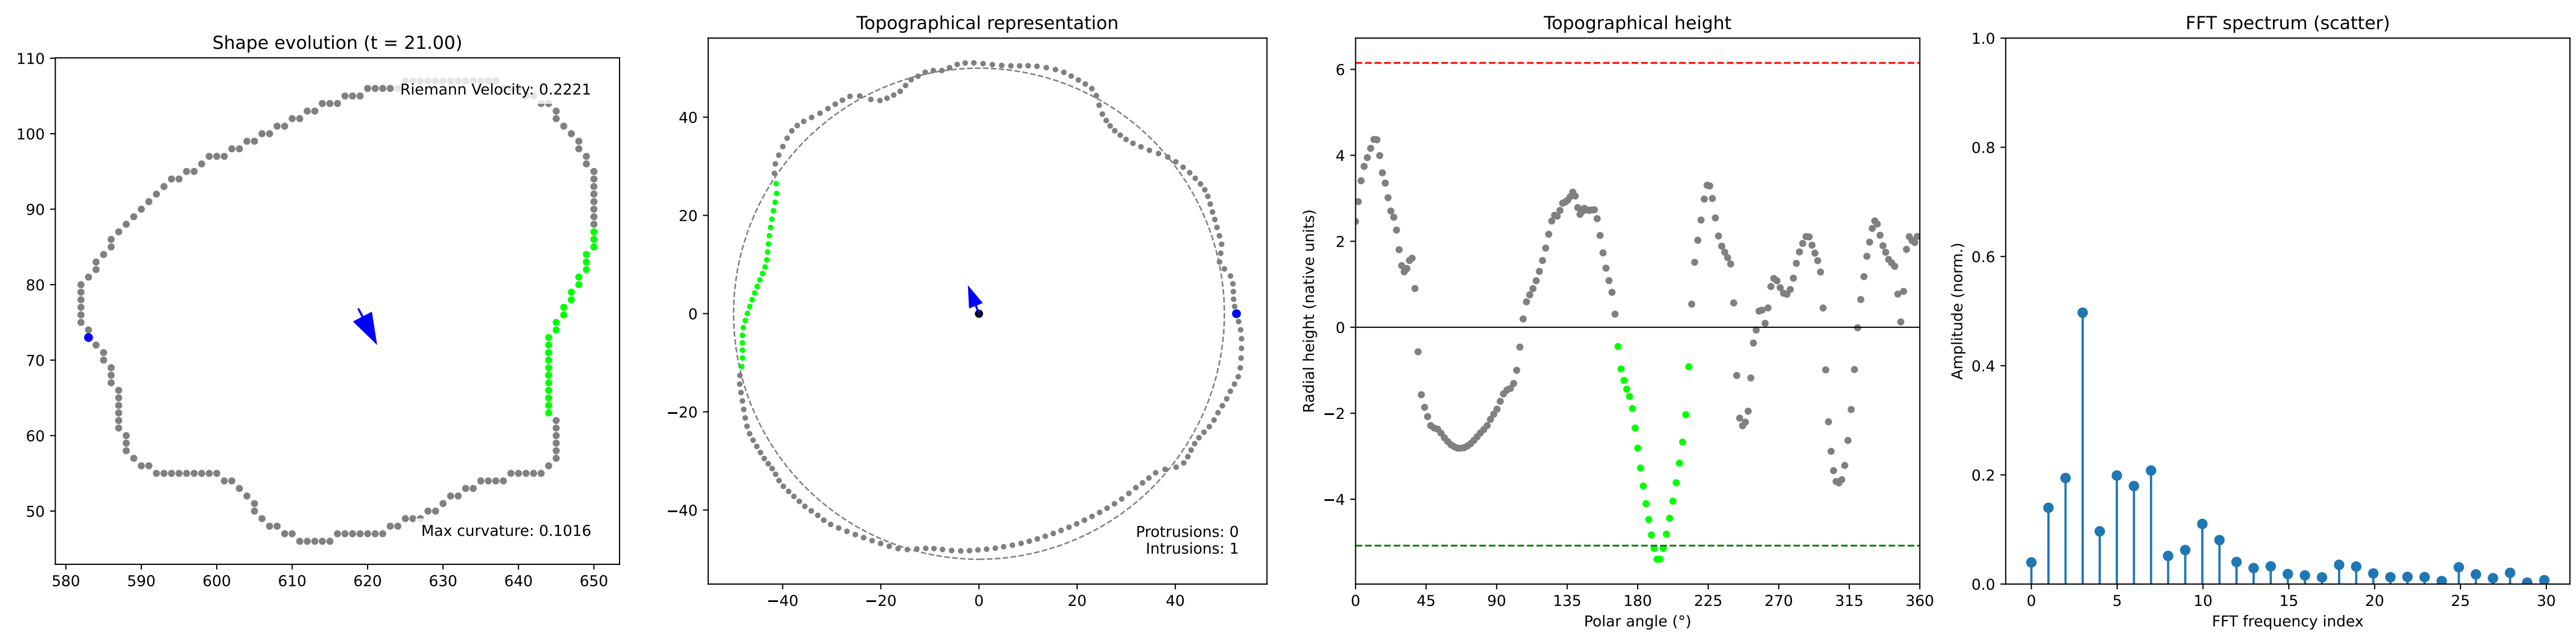 Shape evolution (t = 21.00)
110
100
90
80
70
60
50
580 590 600 610 620 630 640 650
Riemann Velocity: 0.2221
Max curvature: 0.1016
Topographical representation
40
20
0
−20
−40
−40 −20 0 20 40
Protrusions: 0
Intrusions: 1
Topographical height
Radial height (native units)
6
4
2
0
−2
−4
0 45 90 135 180 225 270 315 360
Polar angle (°)
FFT spectrum (scatter)
Amplitude (norm.)
1.0
0.8
0.6
0.4
0.2
0.0
0 5 10 15 20 25 30
FFT frequency index